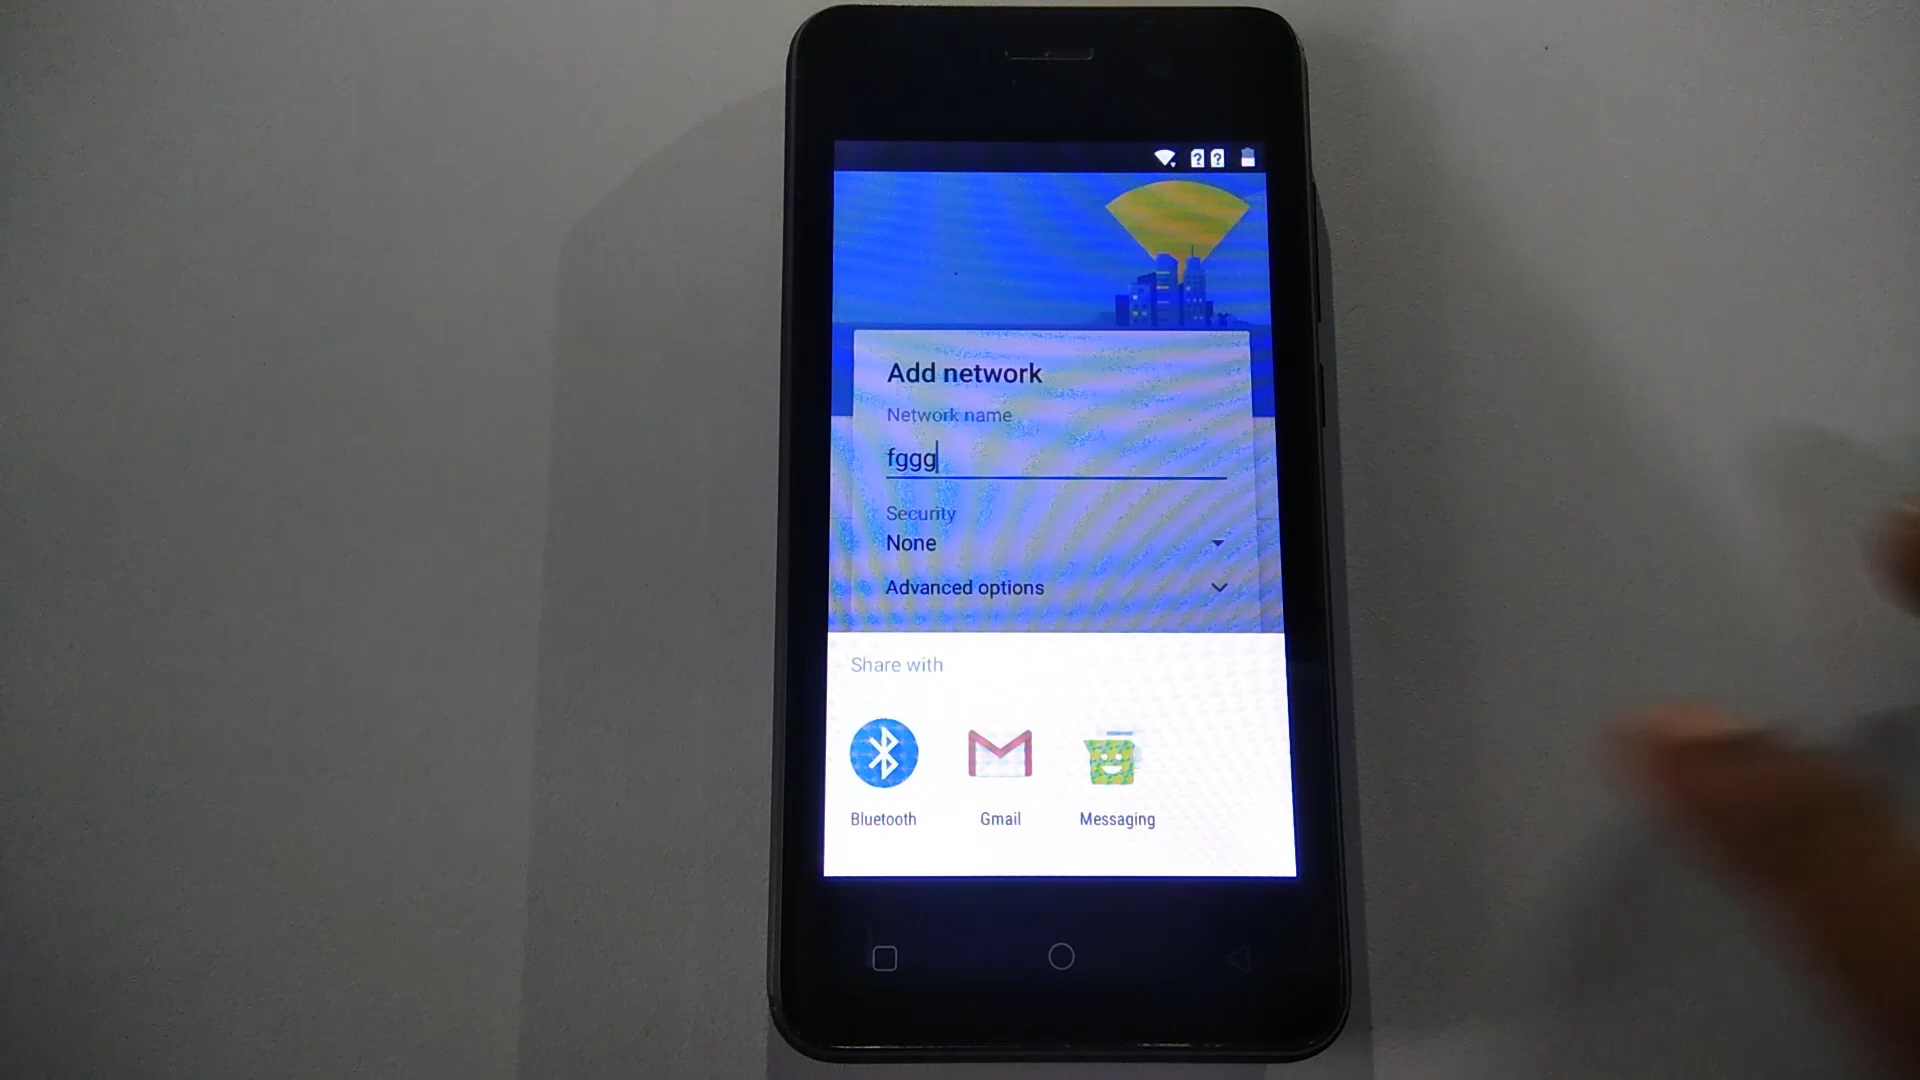 Add network
Network name
fggg
Security
None
Advanced options
Share with
Bluetooth
Gmail
Messaging